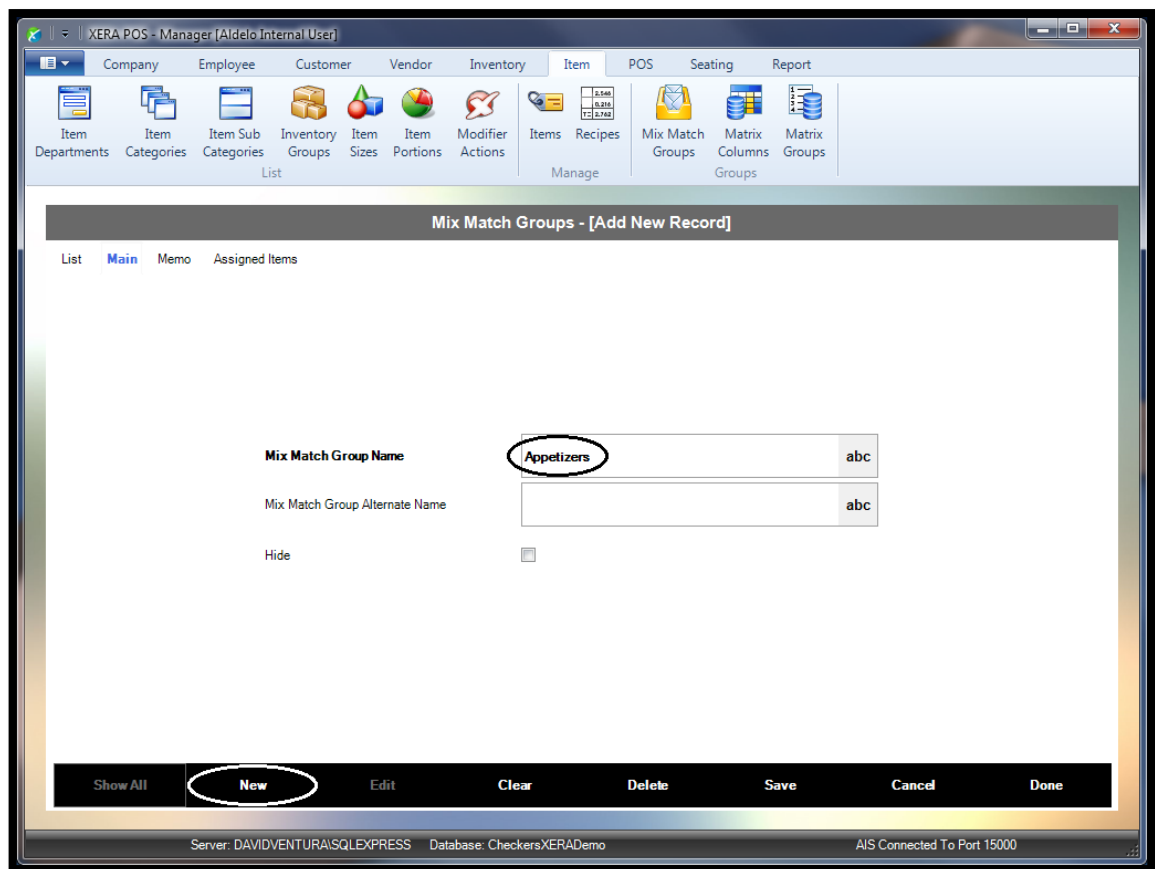 XERA POS - Manager [Aldelo Internal User]
Company Employee Customer Vendor Inventory Item POS Seating Report
Item Departments
Item Categories
Item Sub Categories
Inventory Groups
Item Sizes
Item Portions
Modifier Actions
Items
Recipes
Mix Match Groups
Matrix Columns
Matrix Groups
List Manage Groups
Mix Match Groups - [Add New Record]
List Main Memo Assigned Items
Mix Match Group Name Appetizers abc
Mix Match Group Alternate Name abc
Hide
Show All New Edit Clear Delete Save Cancel Done
Server: DAVIDVENTURA\SQLEXPRESS Database: CheckersXERADemo AIS Connected To Port 15000